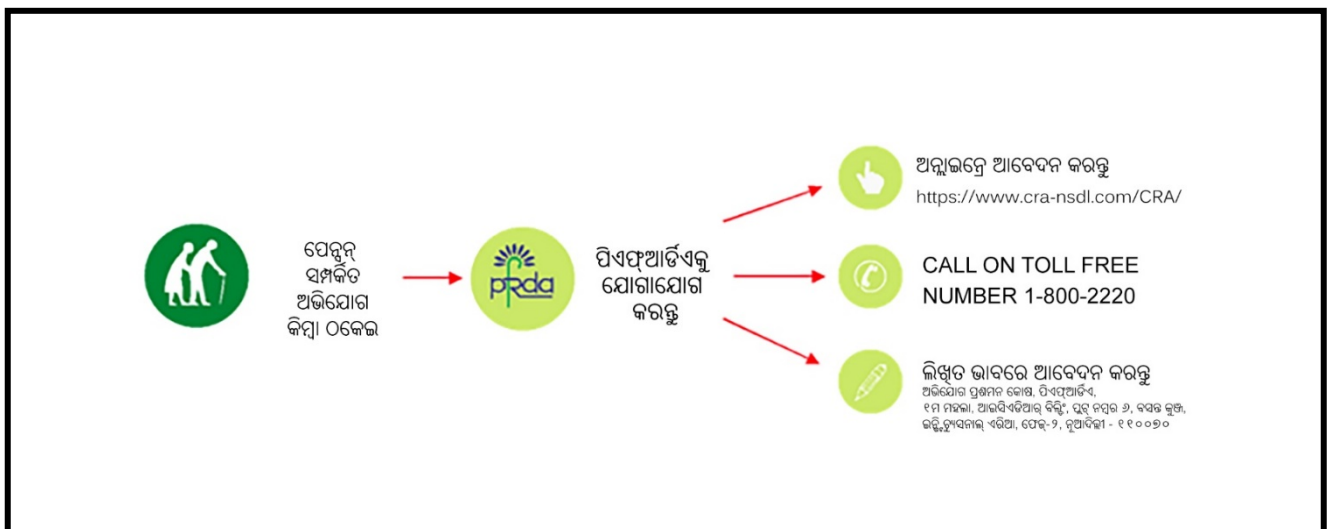 ପେନ୍ସନ୍
ସମ୍ପର୍କିତ
ଅଭିଯୋଗ
କିମ୍ବା ଠକେଇ
pfrda
ପିଏଫ୍ଆର୍ଡିଏକୁ
ଯୋଗାଯୋଗ
କରନ୍ତୁ
ଅନ୍ଲାଇନ୍ରେ ଆବେଦନ କରନ୍ତୁ
https://www.cra-nsdl.com/CRA/
CALL ON TOLL FREE
NUMBER 1-800-2220
ଲିଖିତ ଭାବରେ ଆବେଦନ କରନ୍ତୁ
ଅଭିଯୋଗ ପ୍ରଶମନ କୋଷ, ପିଏଫ୍ଆର୍ଡିଏ,
୧ମ ମହଲା, ଆଇସିଏଡିଆର୍ ବିଲ୍ଡିଂ, ପ୍ଲଟ୍ ନମ୍ବର ୬, ବସନ୍ତ କୁଞ୍ଜ,
ଇନ୍ଷ୍ଟିଚ୍ୟୁସନାଲ୍ ଏରିଆ, ଫେଜ୍-୨, ନୂଆଦିଲ୍ଲୀ - ୧୧୦୦୭୦